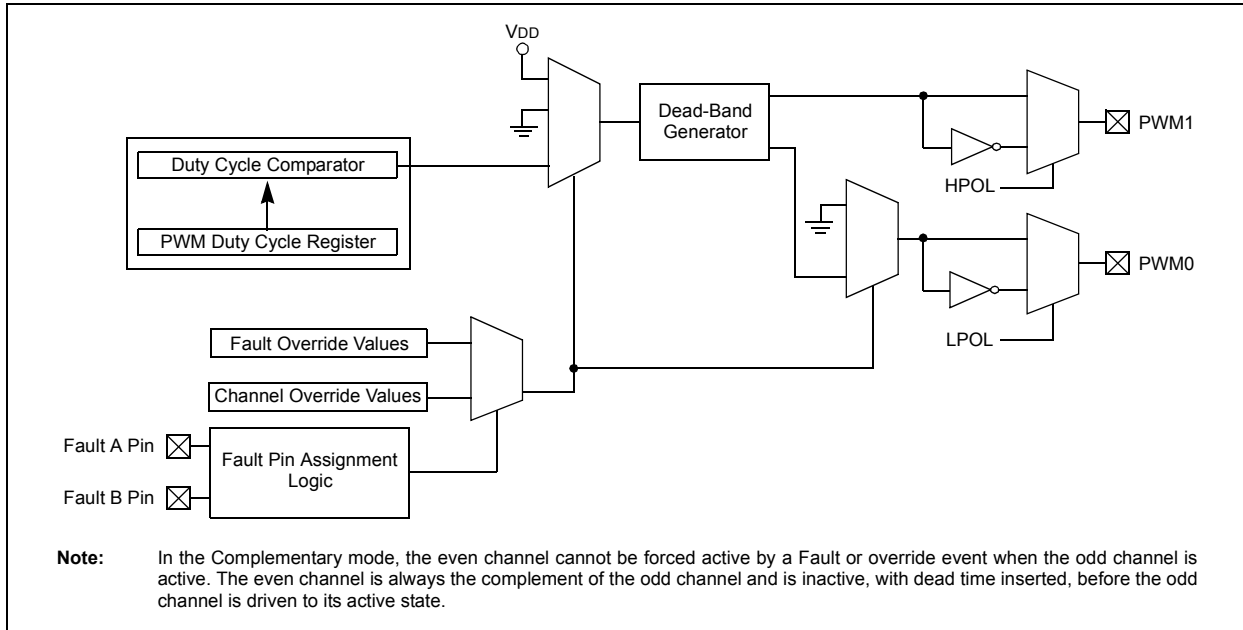 VDD
Dead-Band
Generator
PWM1
Duty Cycle Comparator
HPOL
PWM Duty Cycle Register
PWM0
Fault Override Values
LPOL
Channel Override Values
Fault A Pin
Fault Pin Assignment
Logic
Fault B Pin
Note: In the Complementary mode, the even channel cannot be forced active by a Fault or override event when the odd channel is
active. The even channel is always the complement of the odd channel and is inactive, with dead time inserted, before the odd
channel is driven to its active state.